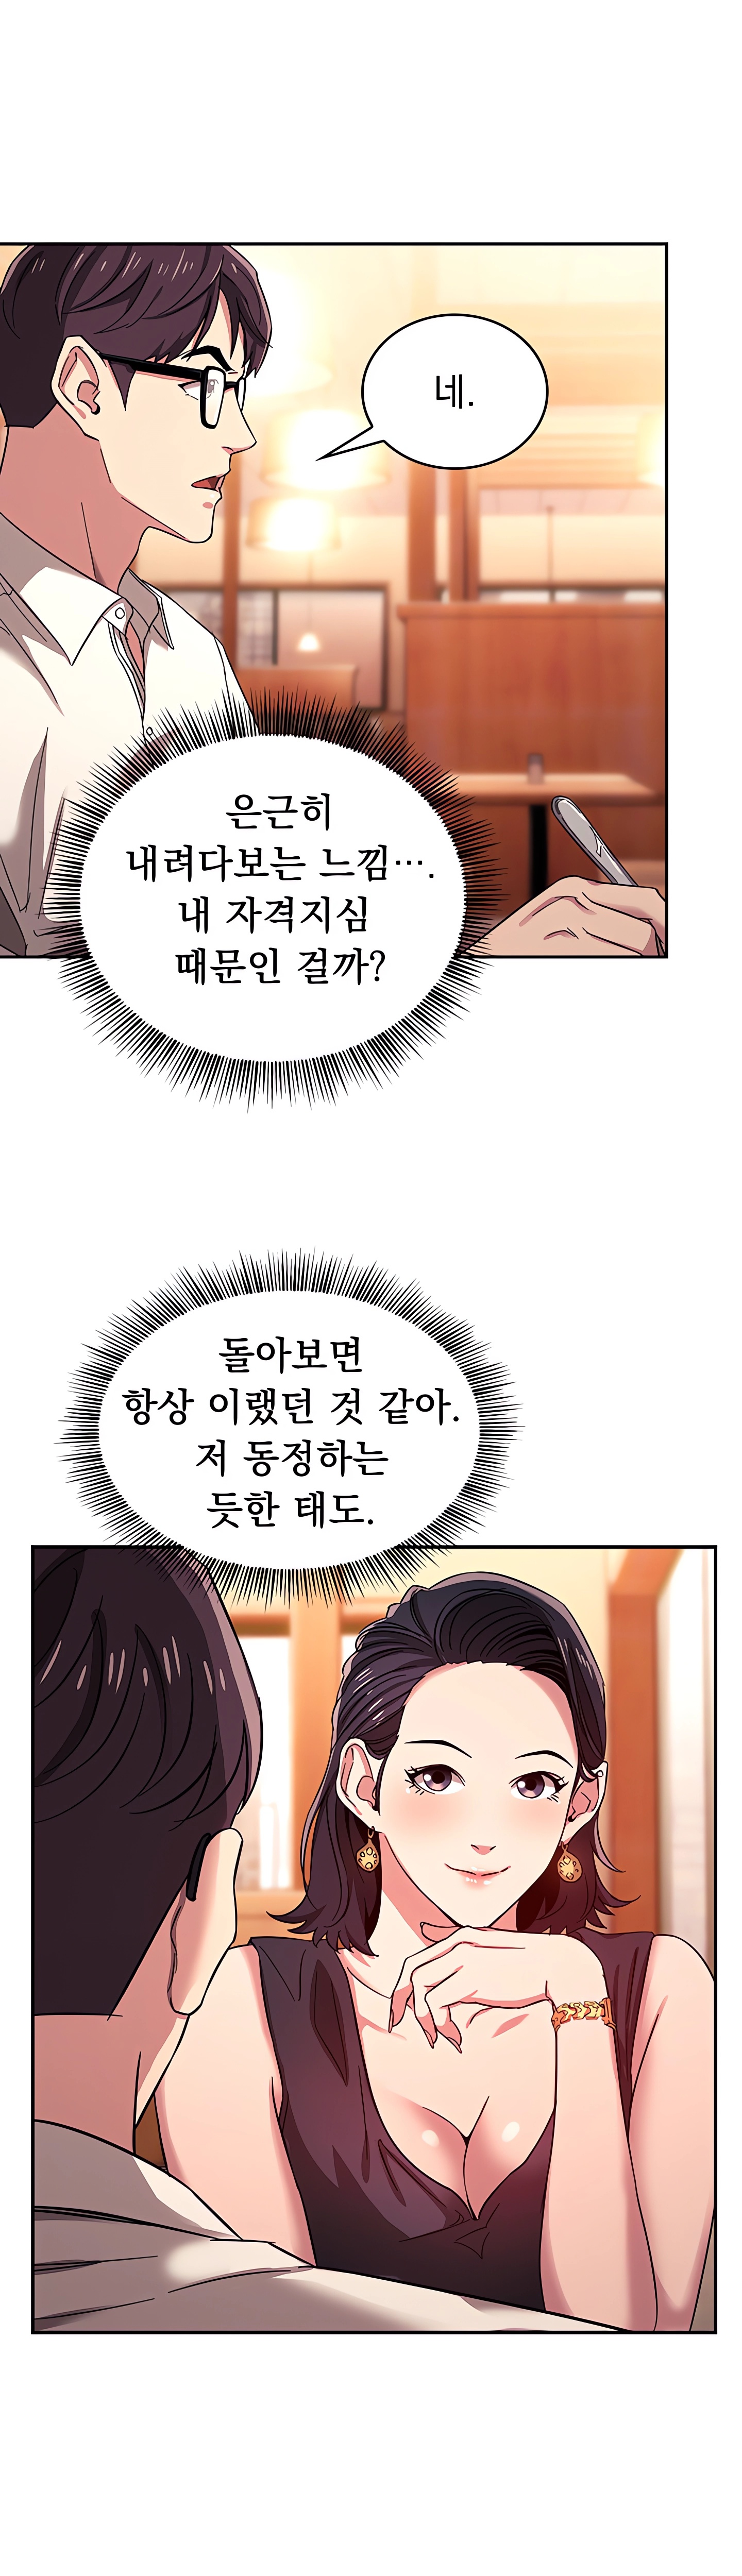 네.
은근히
내려다보는 느낌….
내 자격지심
때문인 걸까?
돌아보면
항상 이랬던 것 같아.
저 동정하는
듯한 태도.